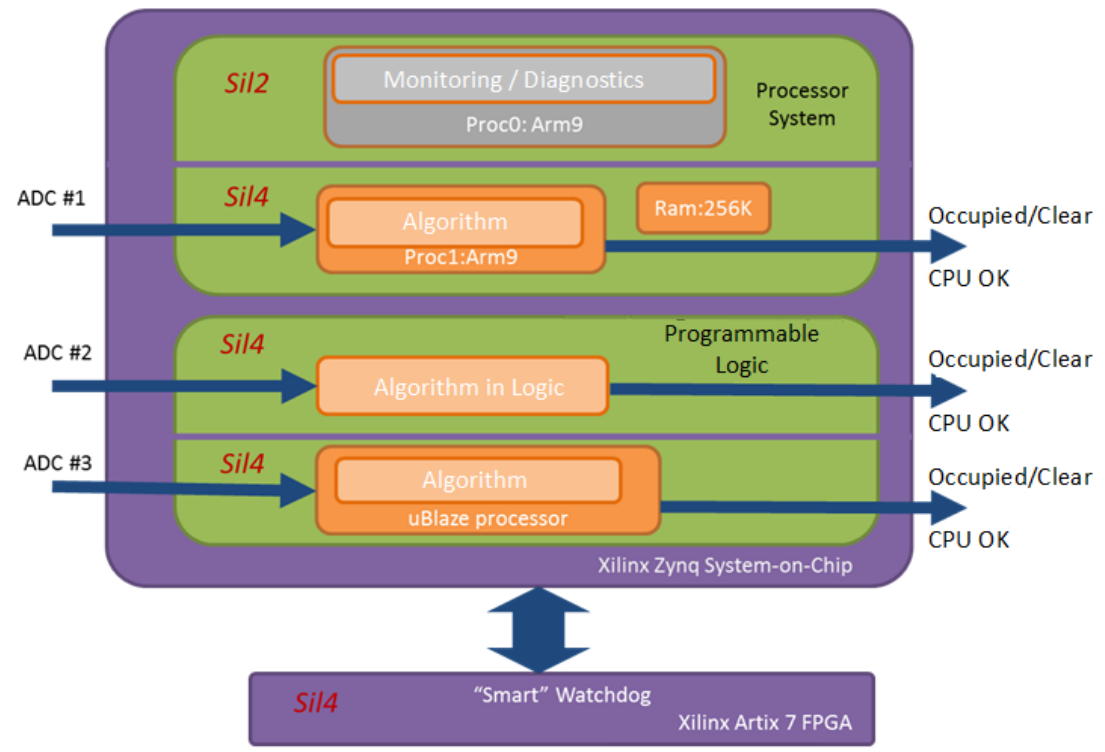 Sil2
Monitoring / Diagnostics
Proc0: Arm9
Processor
System
ADC #1
Sil4
Algorithm
Proc1:Arm9
Ram:256K
Occupied/Clear
CPU OK
ADC #2
Sil4
Algorithm in Logic
Programmable
Logic
Occupied/Clear
CPU OK
ADC #3
Sil4
Algorithm
uBlaze processor
Occupied/Clear
CPU OK
Xilinx Zynq System-on-Chip
Sil4
“Smart” Watchdog
Xilinx Artix 7 FPGA